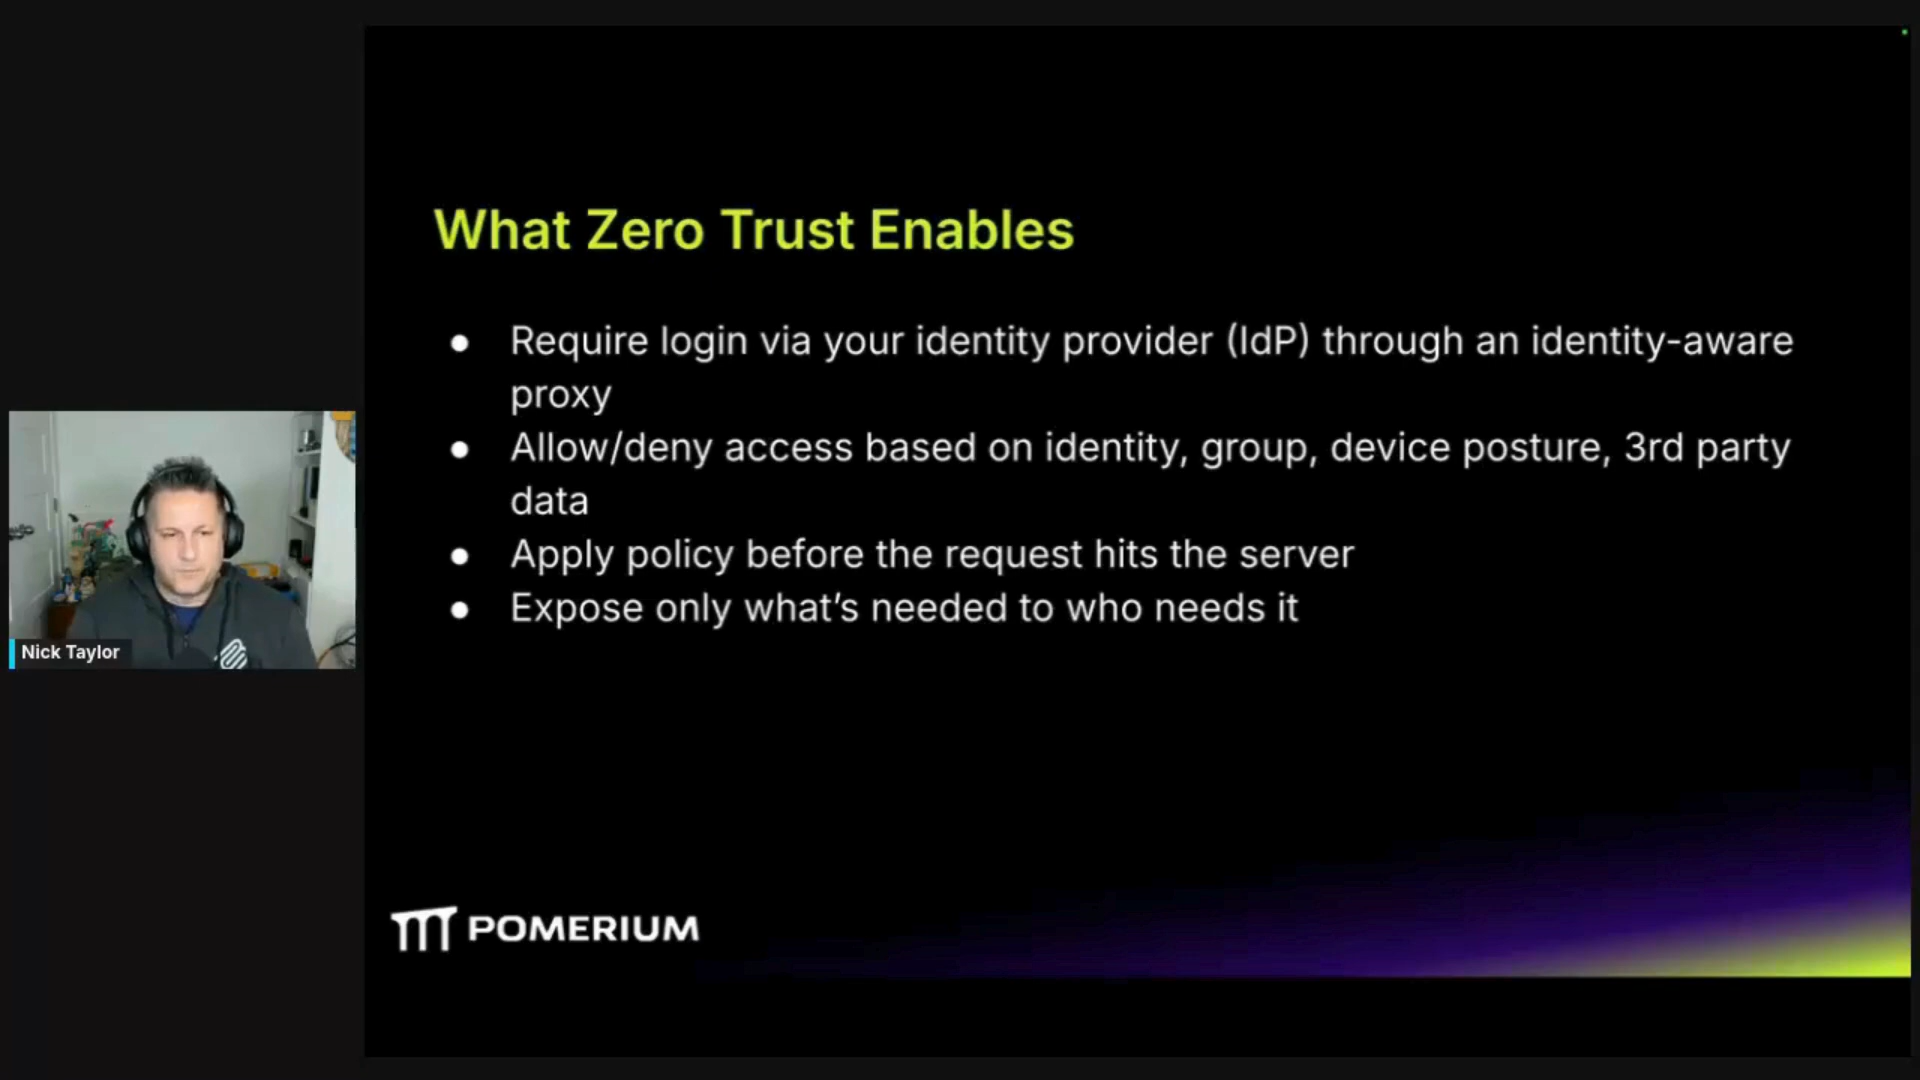 What Zero Trust Enables
● Require login via your identity provider (IdP) through an identity-aware
proxy
● Allow/deny access based on identity, group, device posture, 3rd party
data
● Apply policy before the request hits the server
● Expose only what's needed to who needs it
Nick Taylor
POMERIUM